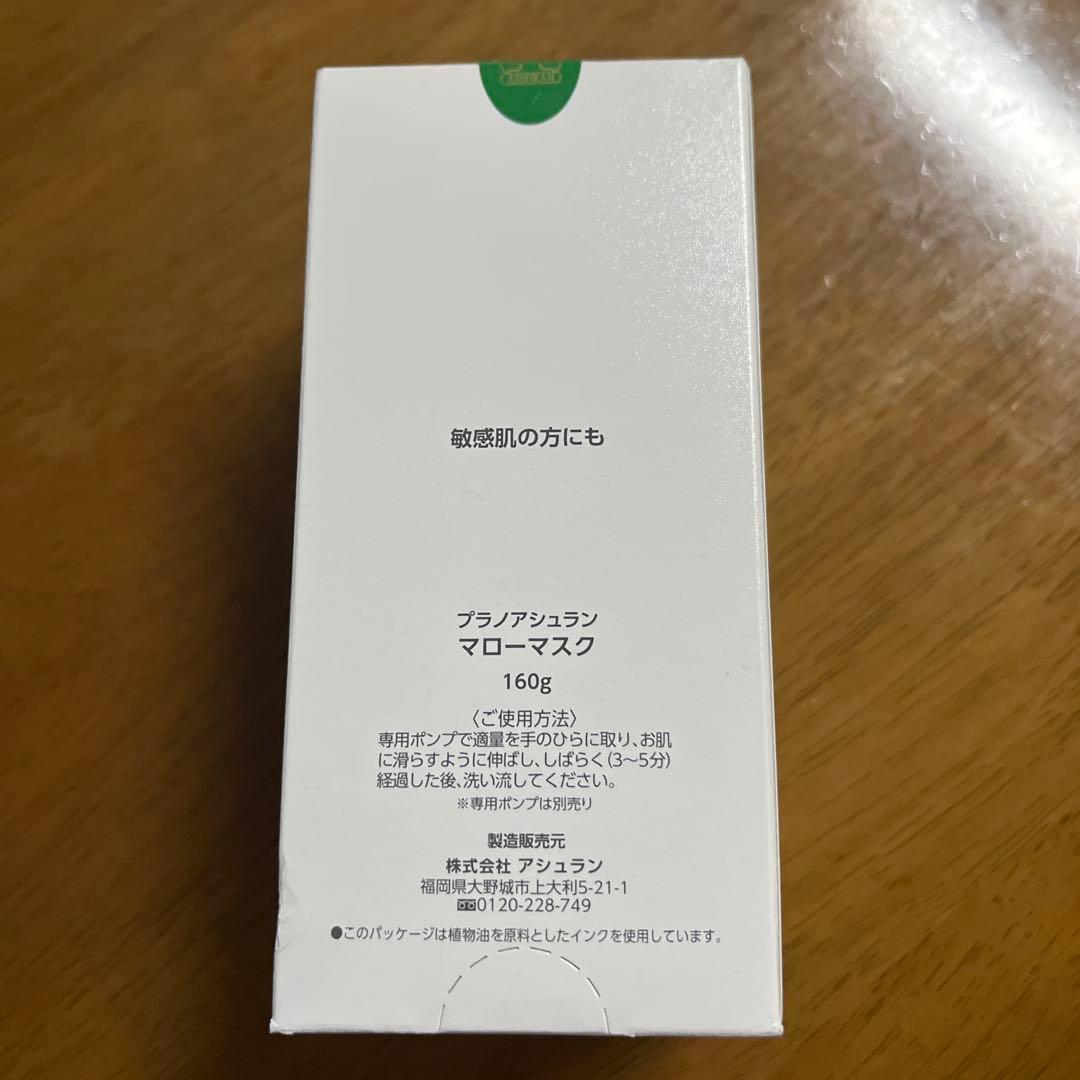 ASSURAN
敏感肌の方にも
プラノアシュラン
マローマスク
160g
〈ご使用方法〉
専用ポンプで適量を手のひらに取り、お肌
に滑らすように伸ばし、しばらく(3〜5分)
経過した後、洗い流してください。
※専用ポンプは別売り
製造販売元
株式会社 アシュラン
福岡県大野城市上大利5-21-1
0120-228-749
●このパッケージは植物油を原料としたインクを使用しています。